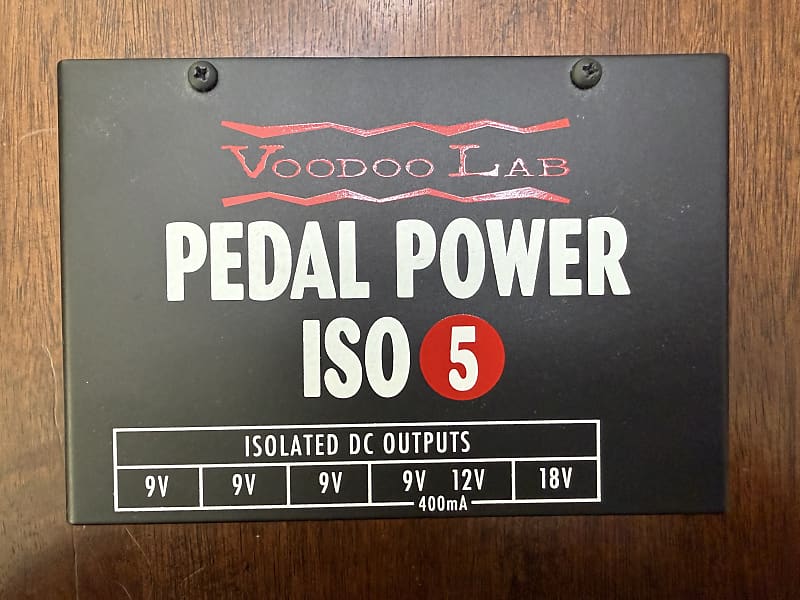 VOODOO LAB
PEDAL POWER
ISO 5
ISOLATED DC OUTPUTS
9V 9V 9V 9V 12V 18V
400mA